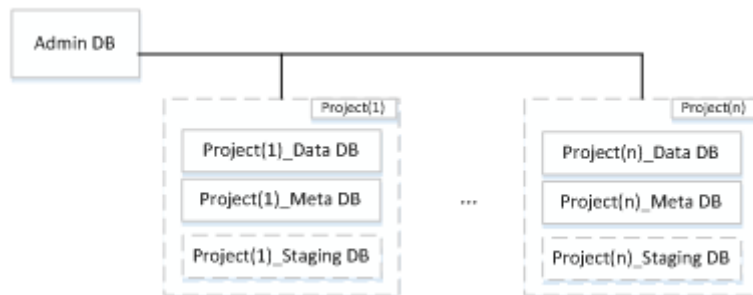 Admin DB
Project(1)
Project(n)
Project(1)_Data DB
Project(n)_Data DB
Project(1)_Meta DB
...
Project(n)_Meta DB
Project(1)_Staging DB
Project(n)_Staging DB